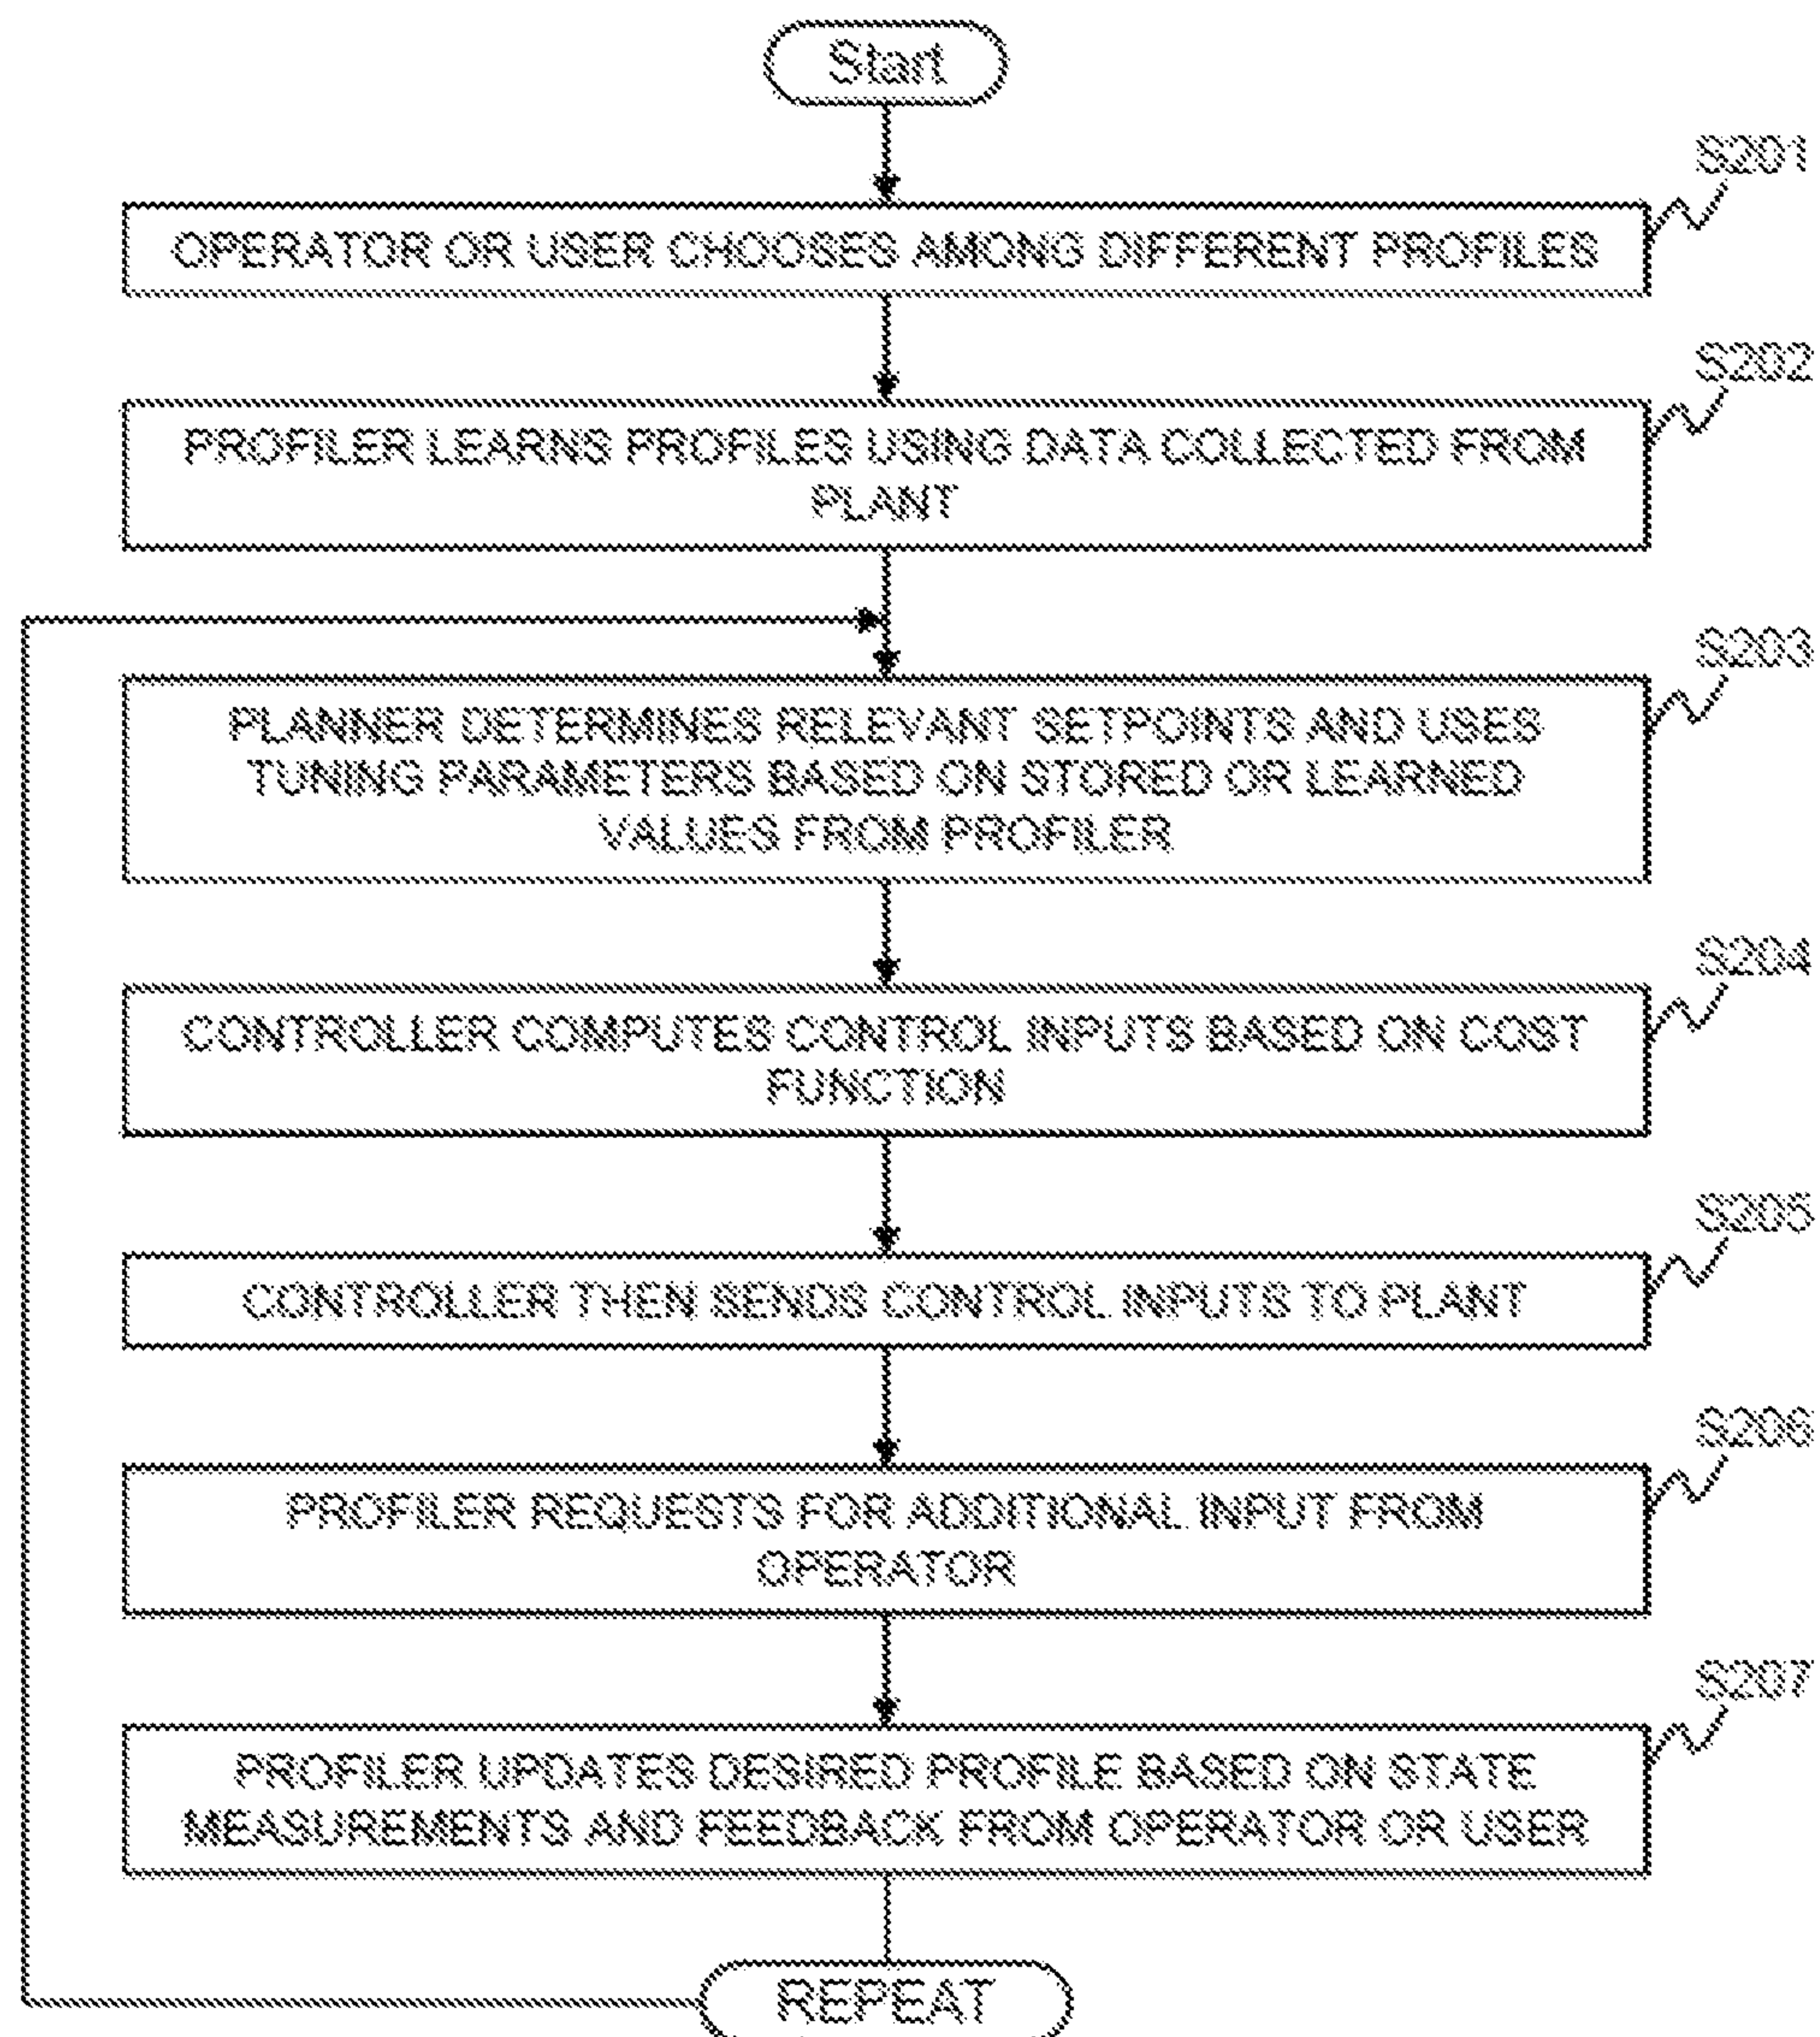 Start
S201
OPERATOR OR USER CHOOSES AMONG DIFFERENT PROFILES
S202
PROFILER LEARNS PROFILES USING DATA COLLECTED FROM
PLANT
S203
PLANNER DETERMINES RELEVANT SETPOINTS AND USES
TUNING PARAMETERS BASED ON STORED OR LEARNED
VALUES FROM PROFILER
S204
CONTROLLER COMPUTES CONTROL INPUTS BASED ON COST
FUNCTION
S205
CONTROLLER THEN SENDS CONTROL INPUTS TO PLANT
S206
PROFILER REQUESTS FOR ADDITIONAL INPUT FROM
OPERATOR
S207
PROFILER UPDATES DESIRED PROFILE BASED ON STATE
MEASUREMENTS AND FEEDBACK FROM OPERATOR OR USER
REPEAT